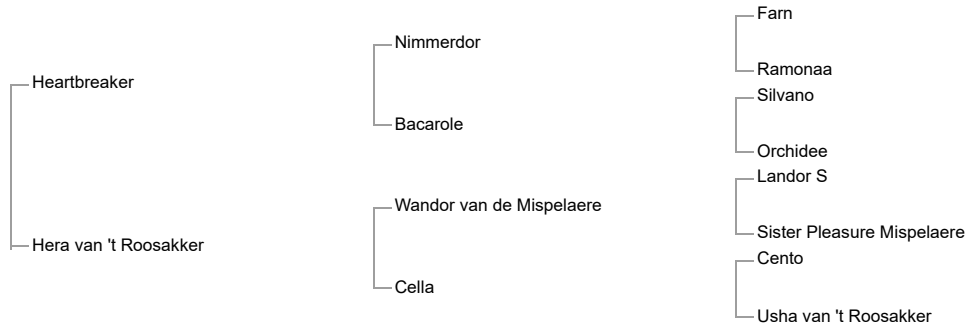 Farn
Nimmerdor
Ramonaa
Heartbreaker
Silvano
Bacarole
Orchidee
Landor S
Wandor van de Mispelaere
Sister Pleasure Mispelaere
Hera van 't Roosakker
Cento
Cella
Usha van 't Roosakker